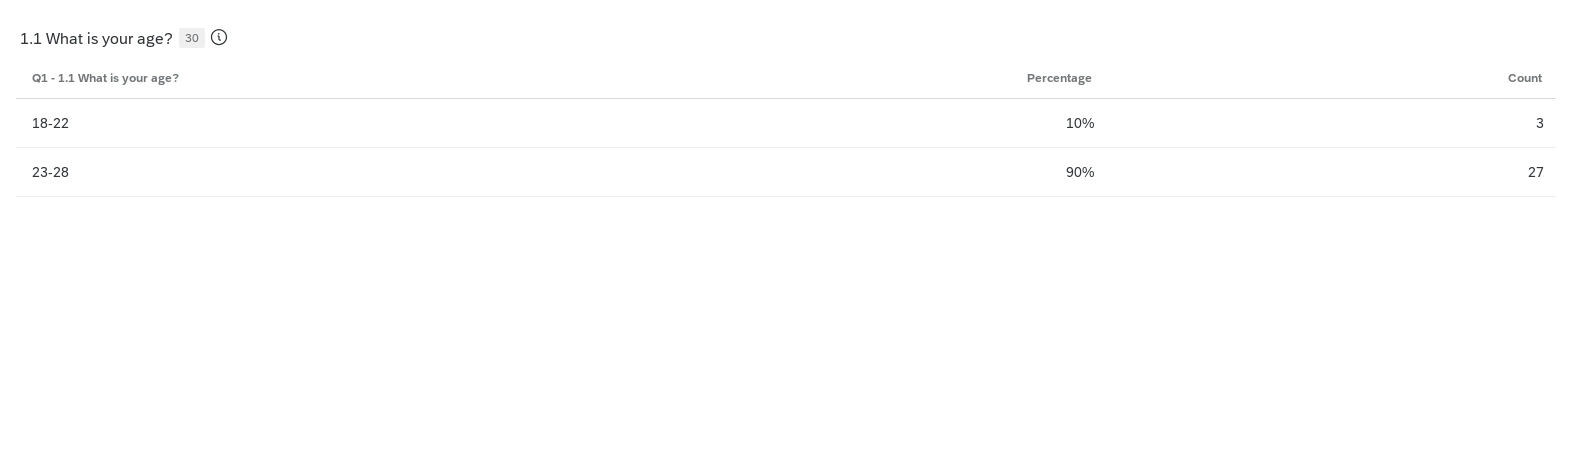 1.1 What is your age? 30
Q1 - 1.1 What is your age? Percentage Count
18-22 10% 3
23-28 90% 27